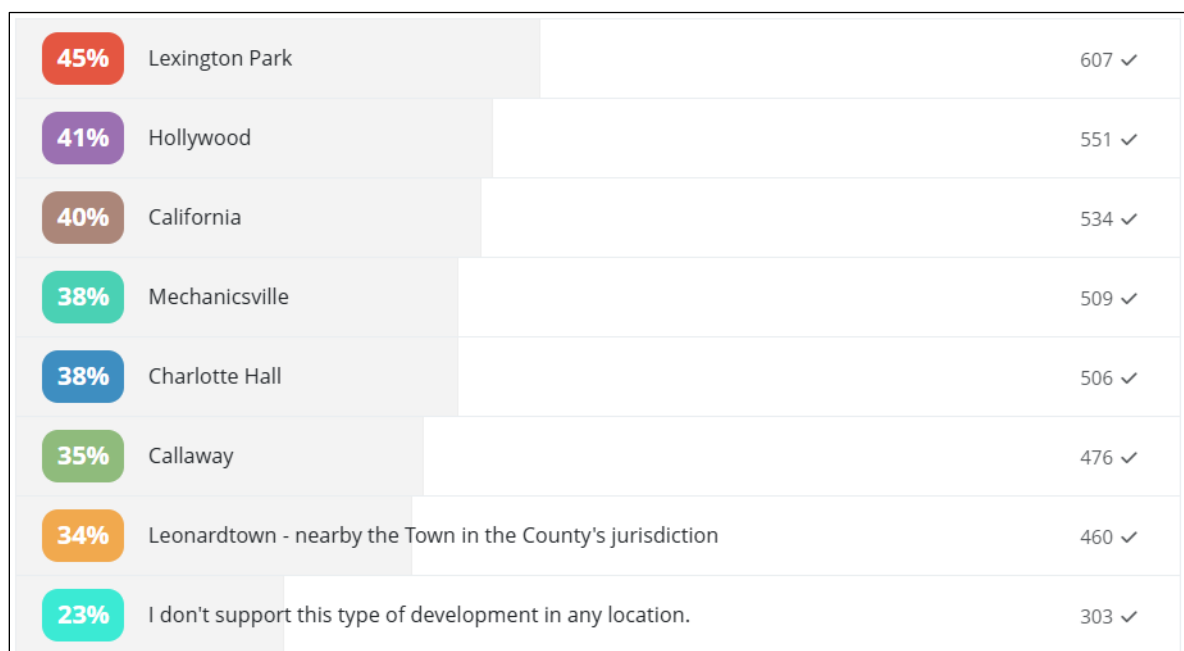 45% Lexington Park 607 ✓
41% Hollywood 551 ✓
40% California 534 ✓
38% Mechanicsville 509 ✓
38% Charlotte Hall 506 ✓
35% Callaway 476 ✓
34% Leonardtown - nearby the Town in the County's jurisdiction 460 ✓
23% I don't support this type of development in any location. 303 ✓